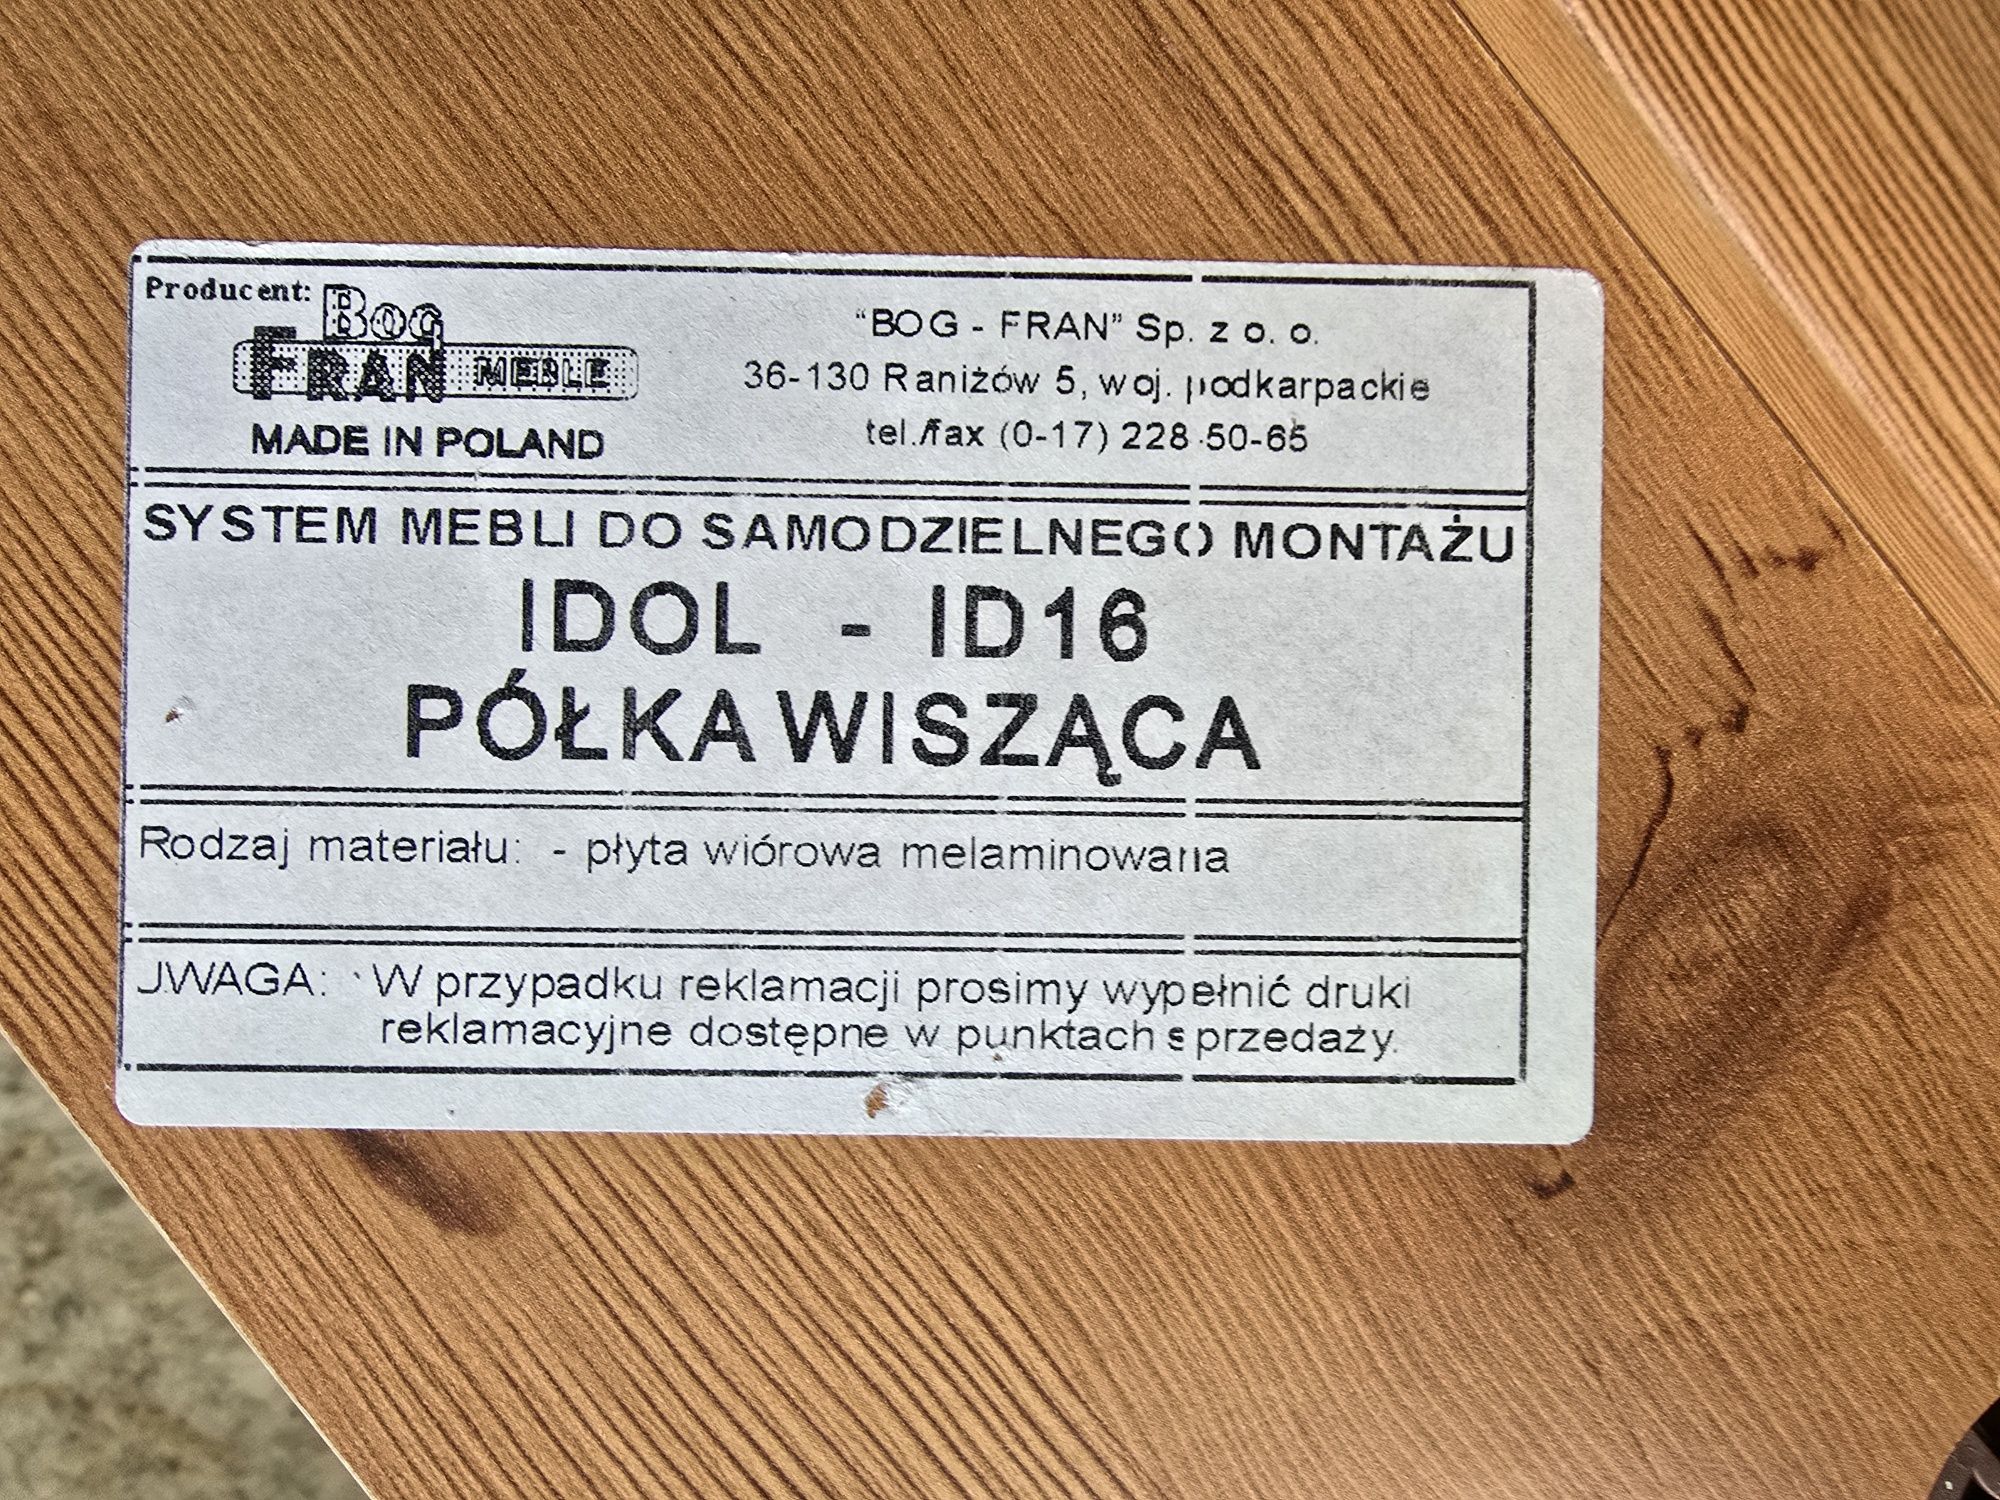 Producent:
Bog
FRAN MEBLE
MADE IN POLAND
"BOG - FRAN" Sp. z o. o.
36-130 Raniżów 5, woj. podkarpackie
tel./fax (0-17) 228-50-65
SYSTEM MEBLI DO SAMODZIELNEGO MONTAŻU
IDOL - ID16
PÓŁKA WISZĄCA
Rodzaj materiału: - płyta wiórowa melaminowana
UWAGA: W przypadku reklamacji prosimy wypełnić druki
reklamacyjne dostępne w punktach sprzedaży.